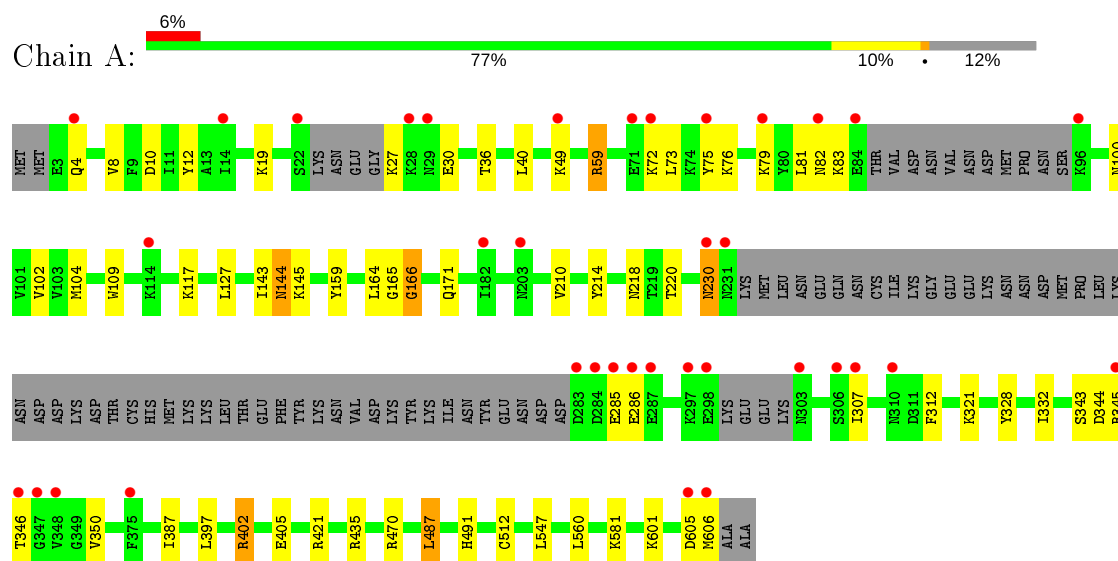 6%
Chain A:
77% 10% • 12%
MET MET E3 Q4 V8 F9 D10 I11 Y12 A13 I14 K19 S22 LYS ASN GLU GLY K27 K28 N29 E30 T36 L40 K49 R59 E71 K72 L73 K74 Y75 K76 K79 Y80 L81 N82 K83 E84 THR VAL ASP ASN VAL ASN ASP MET PRO ASN SER K96 N100
V101 V102 V103 M104 W109 K114 K117 L127 I143 N144 K145 Y159 L164 G165 G166 Q171 I182 N203 V210 Y214 N218 T219 T220 N230 N231 LYS MET LEU ASN GLU GLN ASN CYS ILE LYS GLY GLU GLU LYS ASN ASN ASP MET PRO LEU LYS
ASN ASP ASP LYS ASP THR CYS HIS MET LYS LYS LEU THR GLU PHE TYR LYS ASN VAL ASP LYS TYR LYS ILE ASN TYR GLU ASN ASP ASP D283 D284 E285 E286 E287 K297 E298 LYS GLU GLU LYS N303 S306 I307 N310 D311 F312 K321 Y328 I332 S343 D344
T346 G347 V348 G349 V350 F375 I387 L397 R402 E405 R421 R435 R470 L487 H491 C512 L547 L560 K581 K601 D605 M606 ALA ALA